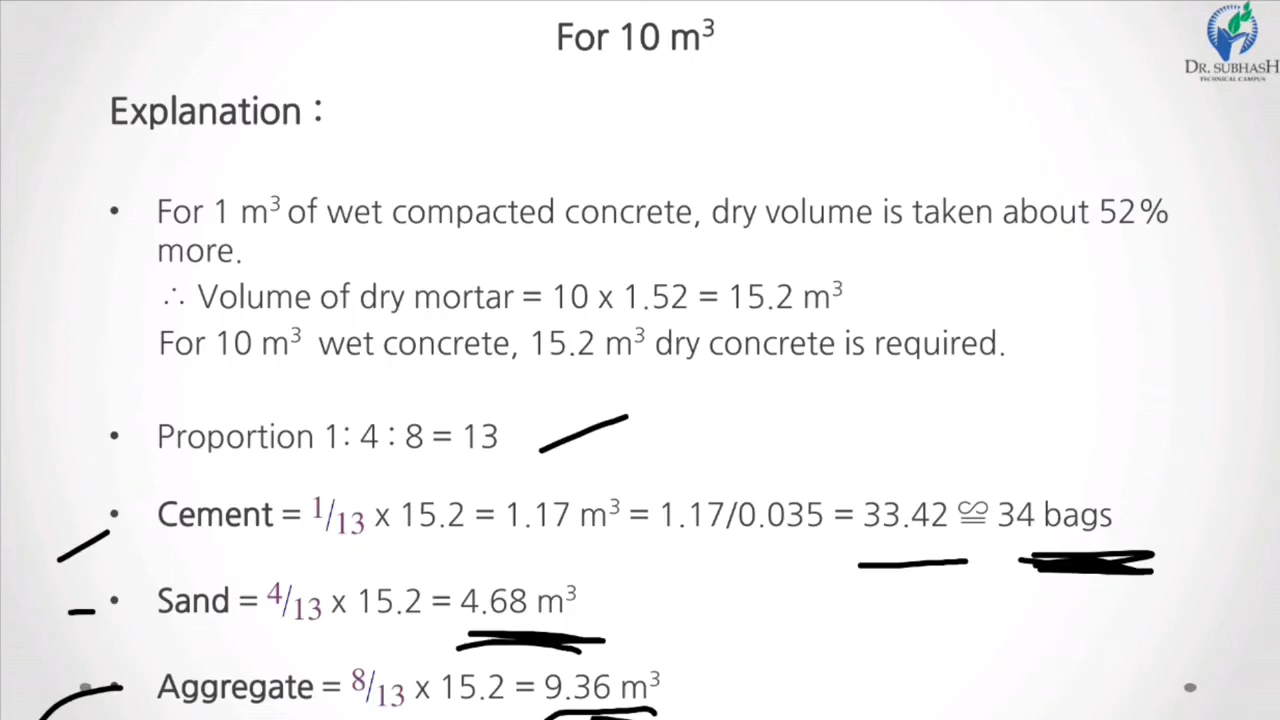 For 10 m³
DR. SUBHASH
TECHNICAL CAMPUS
Explanation :
• For 1 m³ of wet compacted concrete, dry volume is taken about 52%
more.
∴ Volume of dry mortar = 10 x 1.52 = 15.2 m³
For 10 m³ wet concrete, 15.2 m³ dry concrete is required.
• Proportion 1: 4 : 8 = 13
• Cement = 1/13 x 15.2 = 1.17 m³ = 1.17/0.035 = 33.42 ≌ 34 bags
• Sand = 4/13 x 15.2 = 4.68 m³
• Aggregate = 8/13 x 15.2 = 9.36 m³